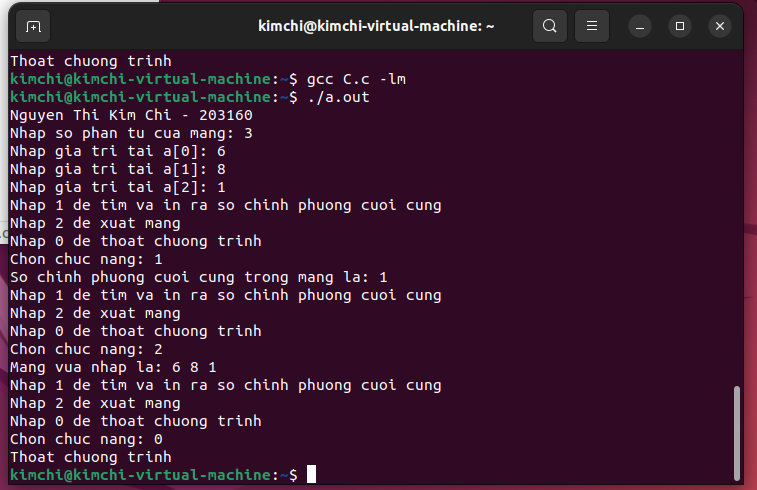 kimchi@kimchi-virtual-machine: ~
Thoat chuong trinh
kimchi@kimchi-virtual-machine:~$ gcc C.c -lm
kimchi@kimchi-virtual-machine:~$ ./a.out
Nguyen Thi Kim Chi - 203160
Nhap so phan tu cua mang: 3
Nhap gia tri tai a[0]: 6
Nhap gia tri tai a[1]: 8
Nhap gia tri tai a[2]: 1
Nhap 1 de tim va in ra so chinh phuong cuoi cung
Nhap 2 de xuat mang
Nhap 0 de thoat chuong trinh
Chon chuc nang: 1
So chinh phuong cuoi cung trong mang la: 1
Nhap 1 de tim va in ra so chinh phuong cuoi cung
Nhap 2 de xuat mang
Nhap 0 de thoat chuong trinh
Chon chuc nang: 2
Mang vua nhap la: 6 8 1
Nhap 1 de tim va in ra so chinh phuong cuoi cung
Nhap 2 de xuat mang
Nhap 0 de thoat chuong trinh
Chon chuc nang: 0
Thoat chuong trinh
kimchi@kimchi-virtual-machine:~$